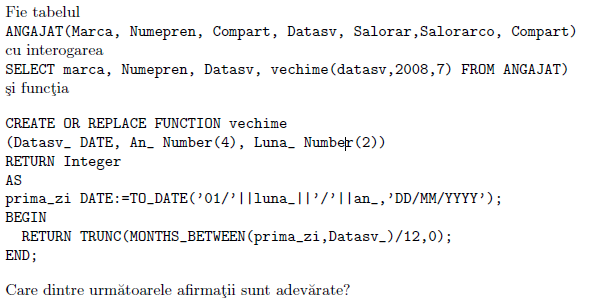 Fie tabelul
ANGAJAT(Marca, Numepren, Compart, Datasv, Salorar,Salorarco, Compart)
cu interogarea
SELECT marca, Numepren, Datasv, vechime(datasv,2008,7) FROM ANGAJAT)
şi funcţia
CREATE OR REPLACE FUNCTION vechime
(Datasv_ DATE, An_ Number(4), Luna_ Number(2))
RETURN Integer
AS
prima_zi DATE:=TO_DATE('01/'||luna_||'/'||an_,'DD/MM/YYYY');
BEGIN
RETURN TRUNC(MONTHS_BETWEEN(prima_zi,Datasv_)/12,0);
END;
Care dintre următoarele afirmaţii sunt adevărate?